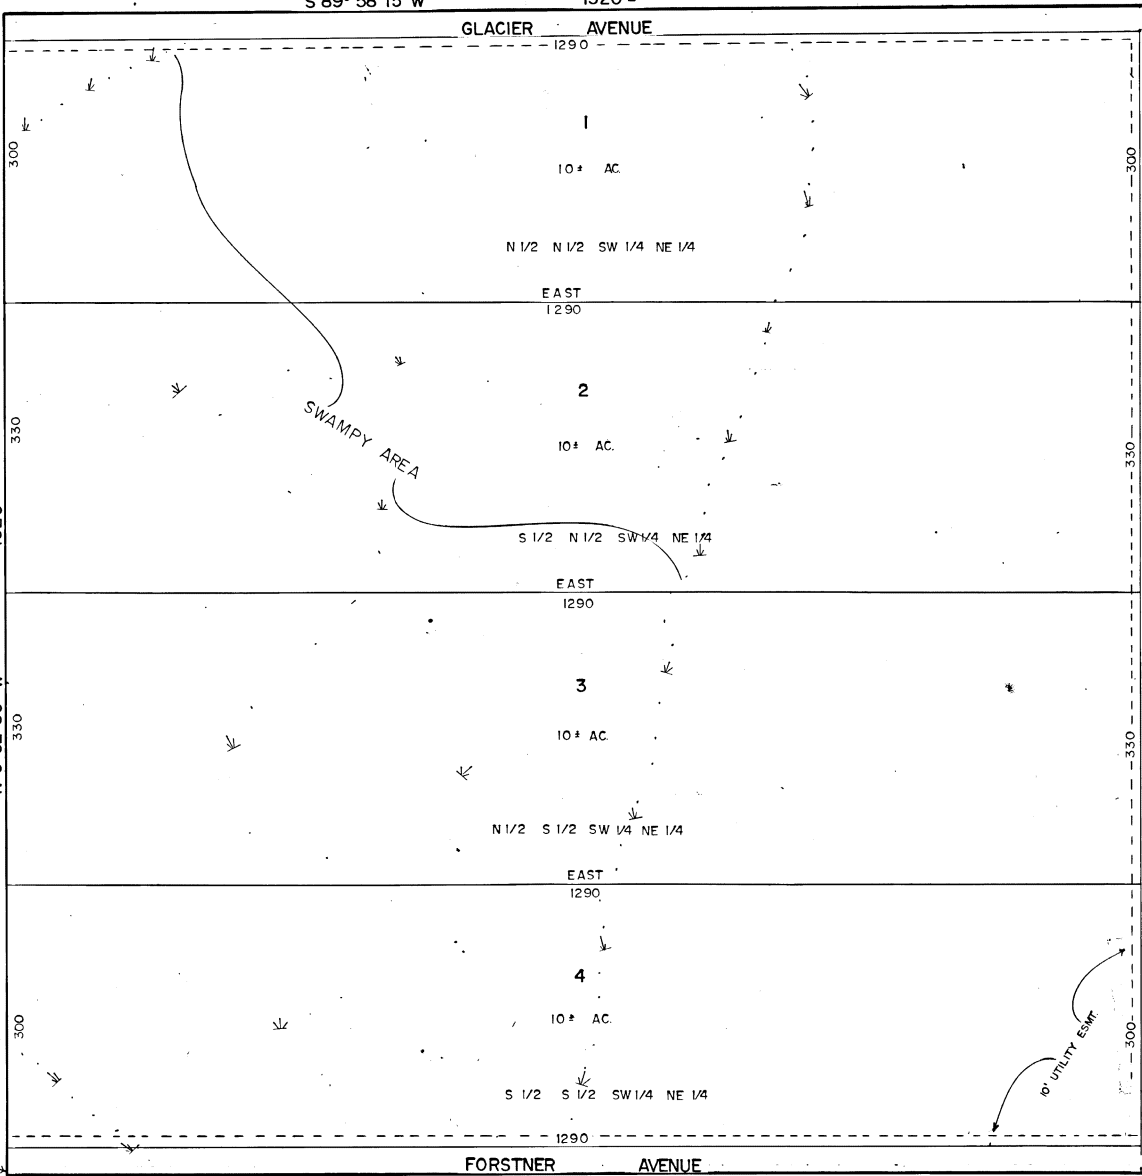 S 89° 58' 15" W 1320 ±
GLACIER AVENUE
1290
1
300
300
10± AC.
N 1/2 N 1/2 SW 1/4 NE 1/4
EAST
1290
2
330
SWAMPY AREA
10± AC.
330
S 1/2 N 1/2 SW 1/4 NE 1/4
EAST
1290
3
330
10± AC.
330
N 1/2 S 1/2 SW 1/4 NE 1/4
EAST
1290
4
300
10± AC.
300
10' UTILITY ESMT.
S 1/2 S 1/2 SW 1/4 NE 1/4
1290
FORSTNER AVENUE